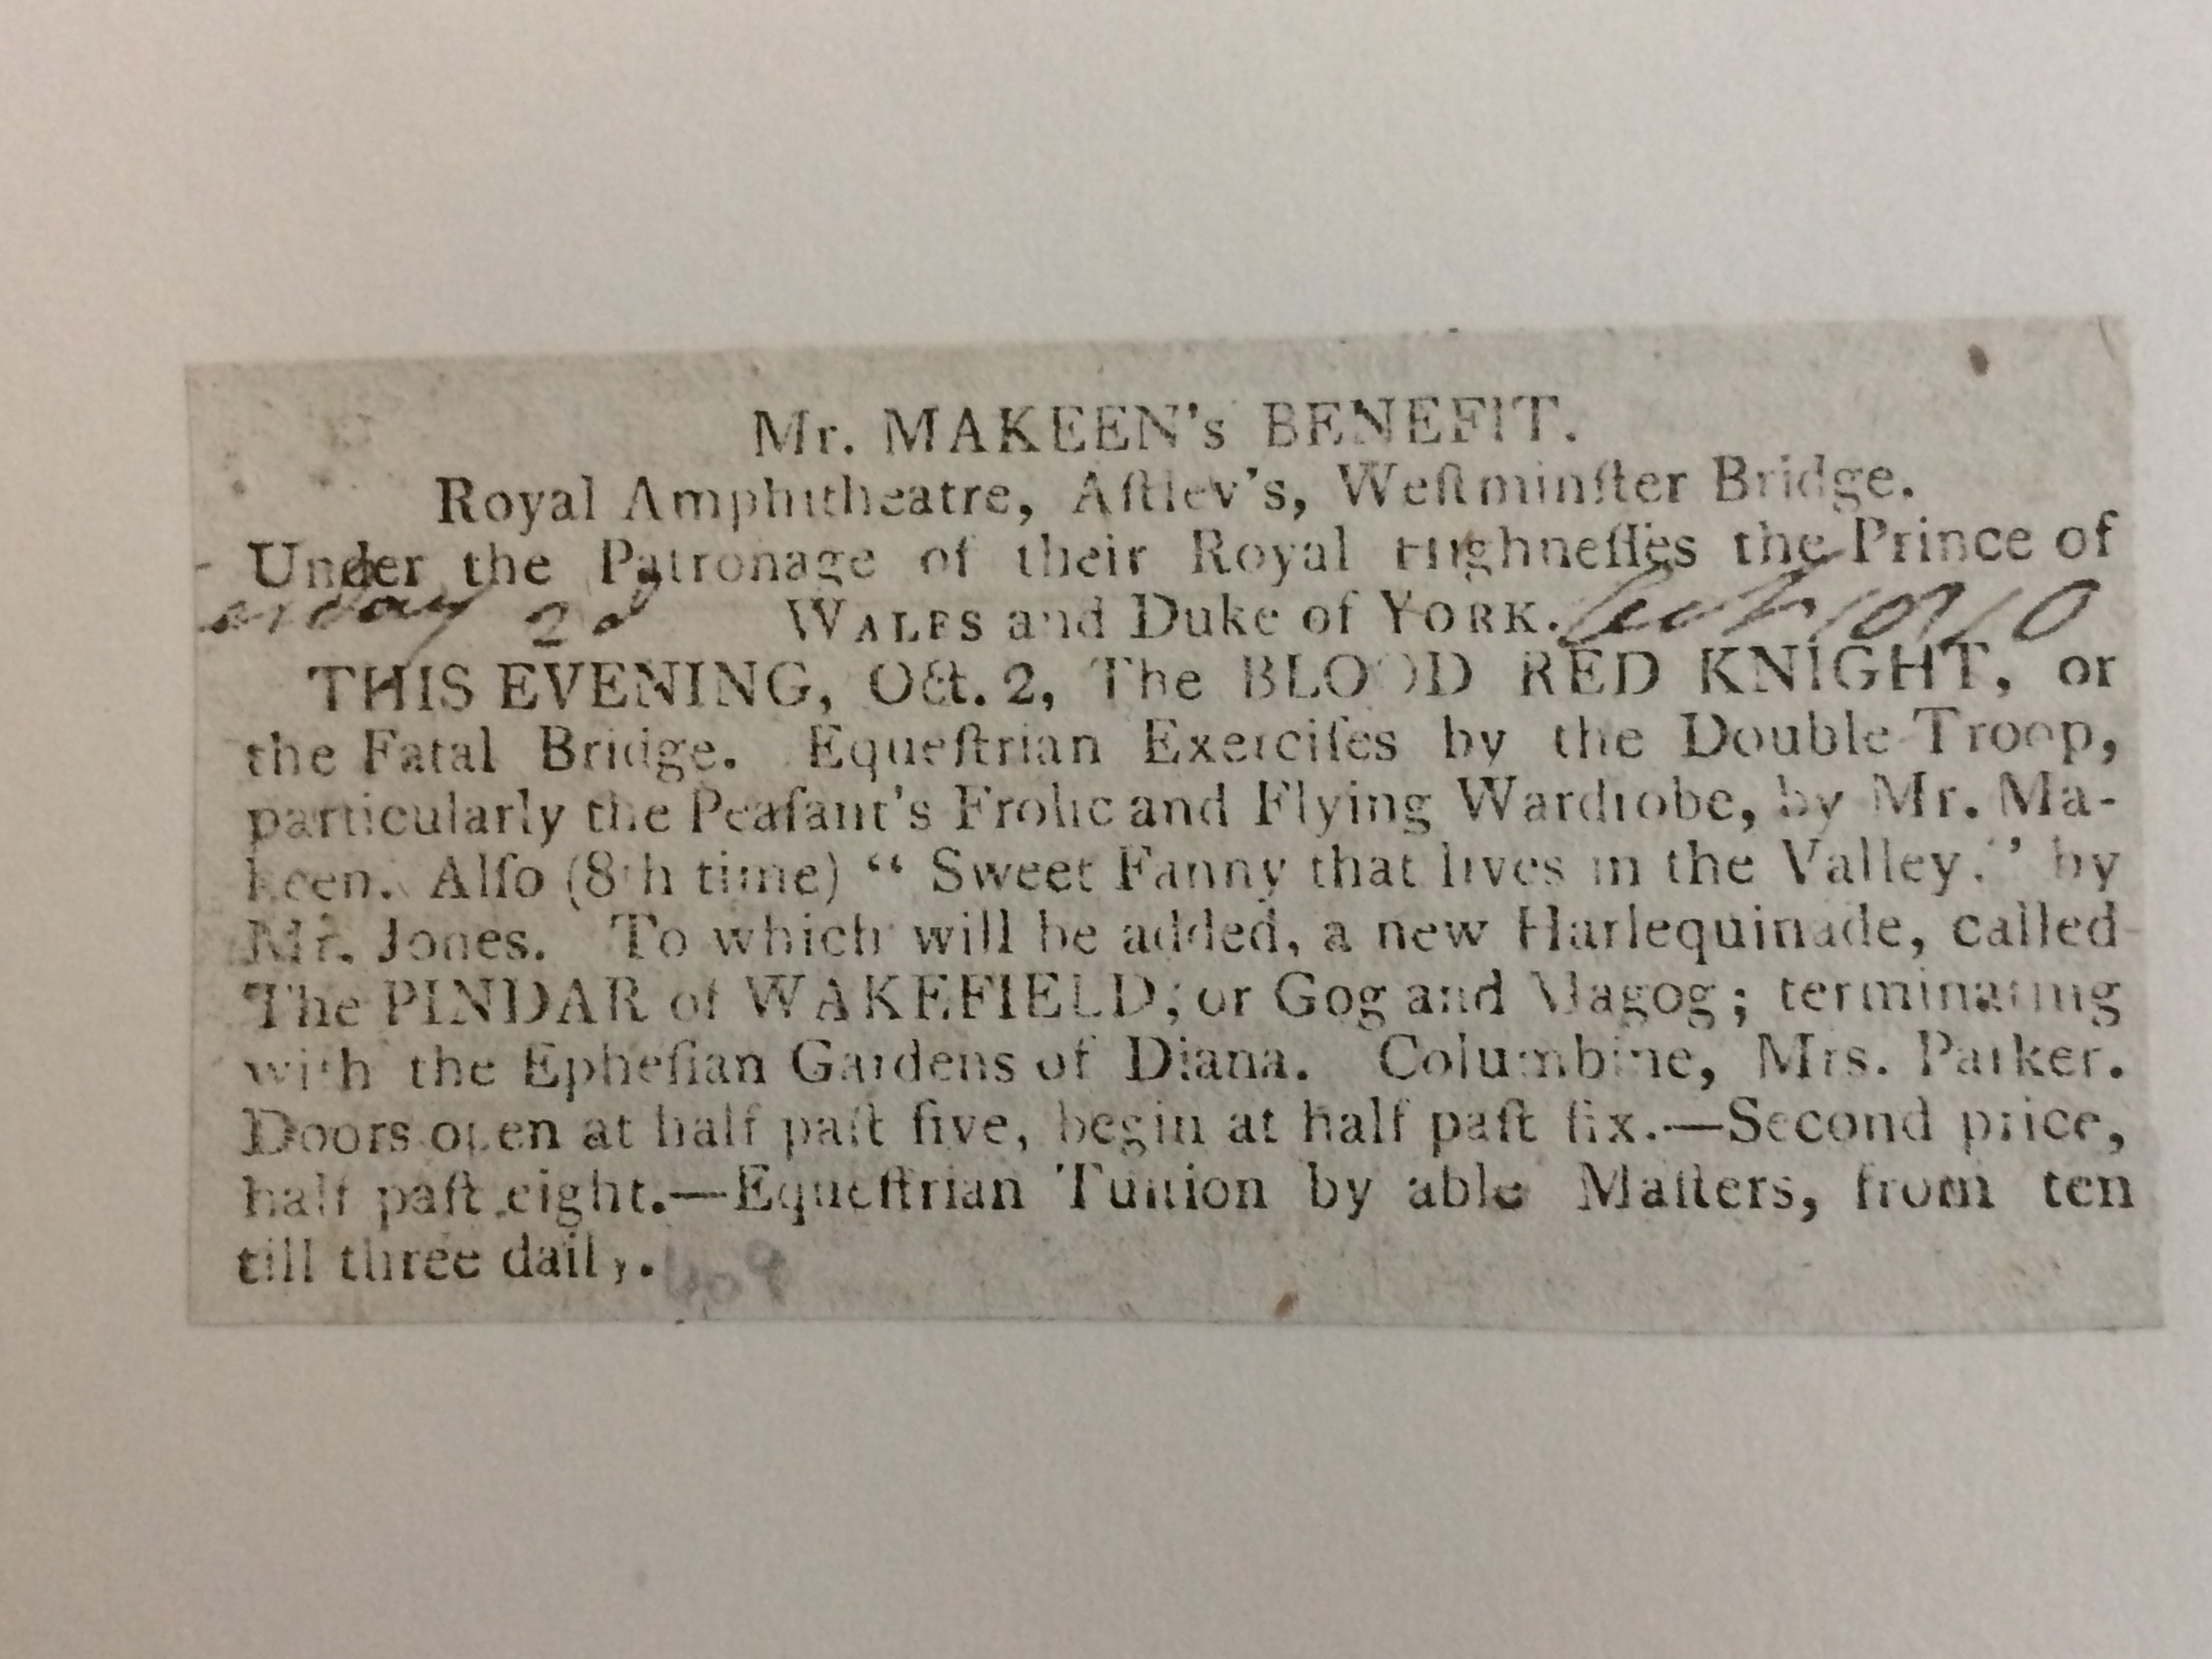 Mr. MAKEEN's BENEFIT.
Royal Amphitheatre, Aſtley's, Weſtminſter Bridge.
Under the Patronage of their Royal Highneſſes the Prince of
WALES and Duke of YORK.
THIS EVENING, Oct. 2, The BLOOD RED KNIGHT, or
the Fatal Bridge. Equeſtrian Exerciſes by the Double Troop,
particularly the Peaſant's Frolic and Flying Wardrobe, by Mr. Ma-
keen. Alſo (8th time) “ Sweet Fanny that lives in the Valley." by
Mr. Jones. To which will be added, a new Harlequinade, called
The PINDAR of WAKEFIELD; or Gog and Magog; terminating
with the Epheſian Gardens of Diana. Columbine, Mrs. Parker.
Doors open at half paſt five, begin at half paſt ſix.—Second price,
half paſt eight.—Equeſtrian Tuition by able Maſters, from ten
till three daily.